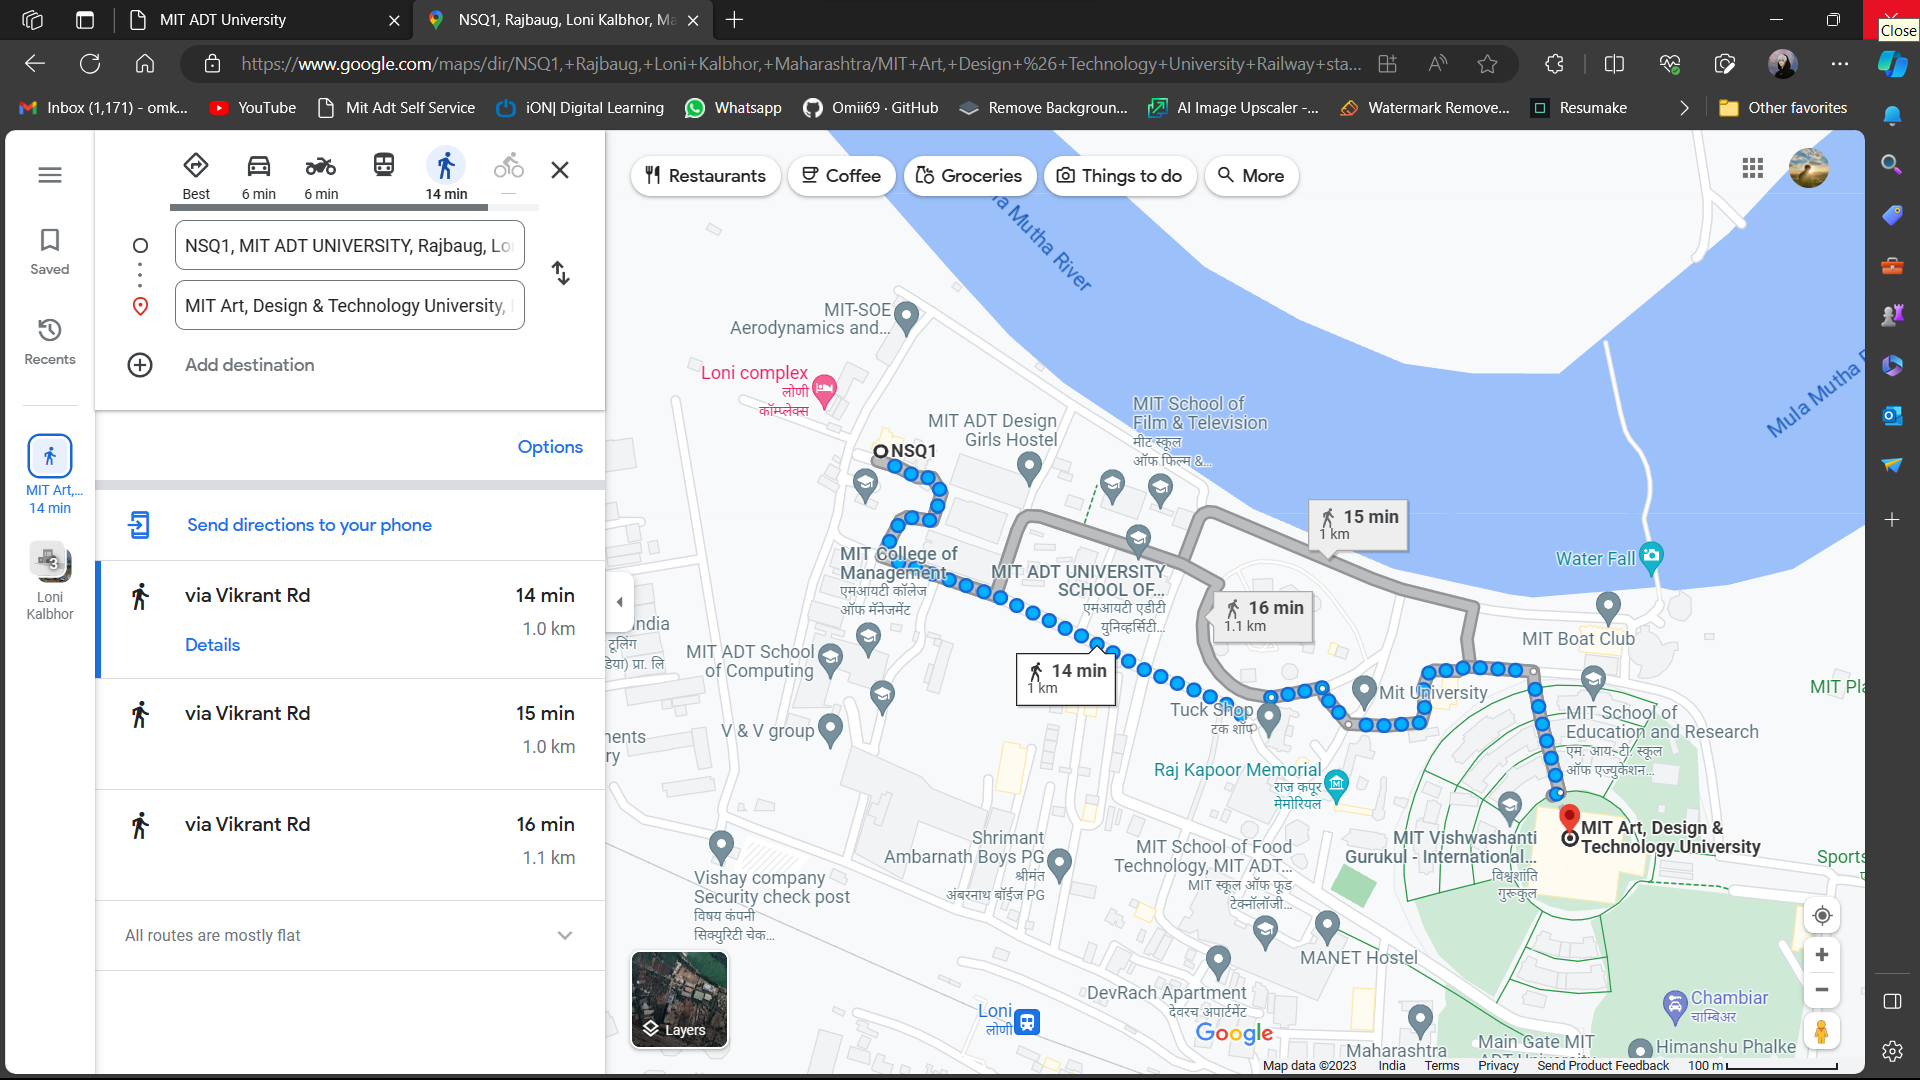 MIT ADT University
NSQ1, Rajbaug, Loni Kalbhor, Ma
Close
https://www.google.com/maps/dir/NSQ1,+Rajbaug,+Loni+Kalbhor,+Maharashtra/MIT+Art,+Design+%26+Technology+University+Railway+sta...
Inbox (1,171) - omk...
YouTube
Mit Adt Self Service
iON| Digital Learning
Whatsapp
Omii69 · GitHub
Remove Backgroun...
AI Image Upscaler -...
Watermark Remove...
Resumake
Other favorites
Saved
Recents
MIT Art,...
14 min
3
Loni
Kalbhor
Best
6 min
6 min
14 min
NSQ1, MIT ADT UNIVERSITY, Rajbaug, Lo
MIT Art, Design & Technology University,
Add destination
Options
Send directions to your phone
via Vikrant Rd 14 min
1.0 km
Details
via Vikrant Rd 15 min
1.0 km
via Vikrant Rd 16 min
1.1 km
All routes are mostly flat
Restaurants
Coffee
Groceries
Things to do
More
la Mutha River
Mula Mutha R
MIT-SOE
Aerodynamics and...
Loni complex
लोणी
कॉम्प्लेक्स
MIT ADT Design
Girls Hostel
MIT School of
Film & Television
मीट स्कूल
ऑफ फिल्म &...
NSQ1
15 min
1 km
Water Fall
MIT College of
Management
एमआयटी कॉलेज
ऑफ मॅनेजमेंट
MIT ADT UNIVERSITY
SCHOOL OF...
एमआयटी एडीटी
युनिव्हर्सिटी...
16 min
1.1 km
MIT Boat Club
ndia
टूलिंग
डिया) प्रा. लि
MIT ADT School
of Computing
14 min
1 km
Mit University
MIT Pla
Tuck Shop
टक शॉप
MIT School of
Education and Research
एम. आय. टी. स्कूल
ऑफ एज्युकेशन...
V & V group
nents
ry
Raj Kapoor Memorial
राज कपूर
मेमोरियल
MIT Art, Design &
Technology University
MIT Vishwashanti
Gurukul - International...
विश्वशांति
गुरूकुल
Sports
Shrimant
Ambarnath Boys PG
श्रीमंत
अंबरनाथ बॉईज PG
MIT School of Food
Technology, MIT ADT...
MIT स्कूल ऑफ फूड
टेक्नॉलॉजी...
Vishay company
Security check post
विषय कंपनी
सिक्युरिटी चेक...
MANET Hostel
DevRach Apartment
देवरच अपार्टमेंट
Loni
लोणी
Chambiar
चाम्बिअर
Layers
Google
Maharashtra
Main Gate MIT
ADT University
Himanshu Phalke
Map data ©2023 India Terms Privacy Send Product Feedback 100 m